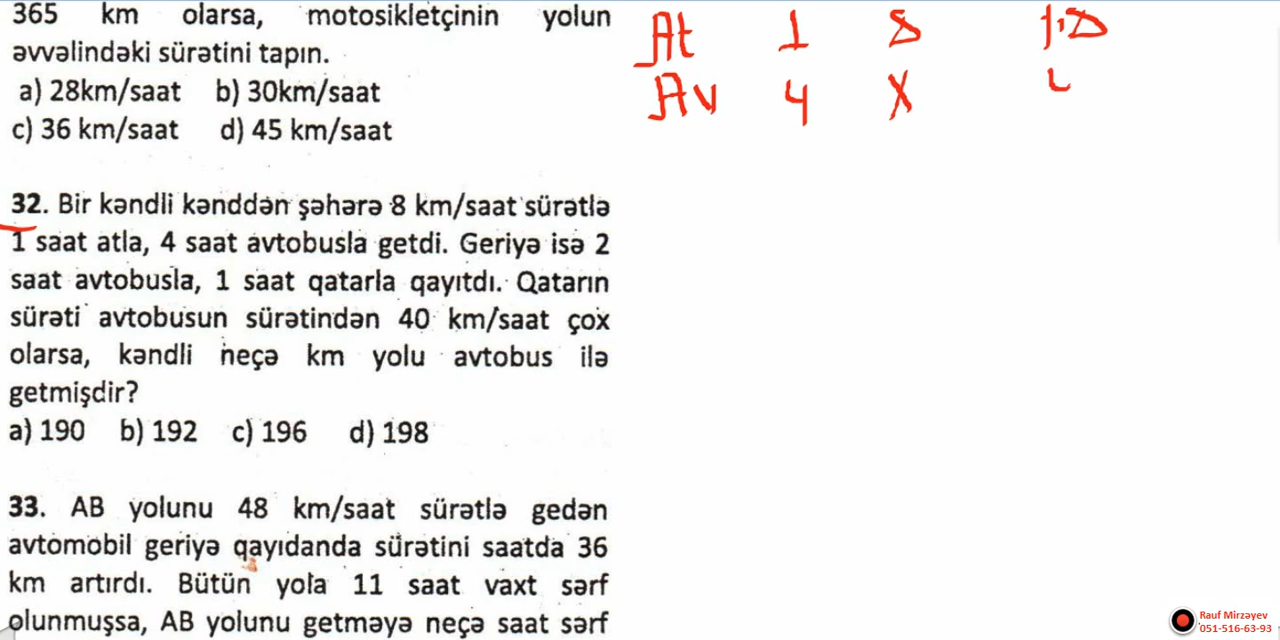 365 km olarsa, motosikletçinin yolun
əvvəlindəki sürətini tapın.
a) 28km/saat b) 30km/saat
c) 36 km/saat d) 45 km/saat
32. Bir kəndli kənddən şəhərə 8 km/saat sürətlə
1 saat atla, 4 saat avtobusla getdi. Geriyə isə 2
saat avtobusla, 1 saat qatarla qayıtdı. Qatarın
sürəti avtobusun sürətindən 40 km/saat çox
olarsa, kəndli neçə km yolu avtobus ilə
getmişdir?
a) 190 b) 192 c) 196 d) 198
33. AB yolunu 48 km/saat sürətlə gedən
avtomobil geriyə qayıdanda sürətini saatda 36
km artırdı. Bütün yola 11 saat vaxt sərf
olunmuşsa, AB yolunu getməyə neçə saat sərf
At 1 8 1·8
Av 4 X
Rauf Mirzəyev
051-516-63-93